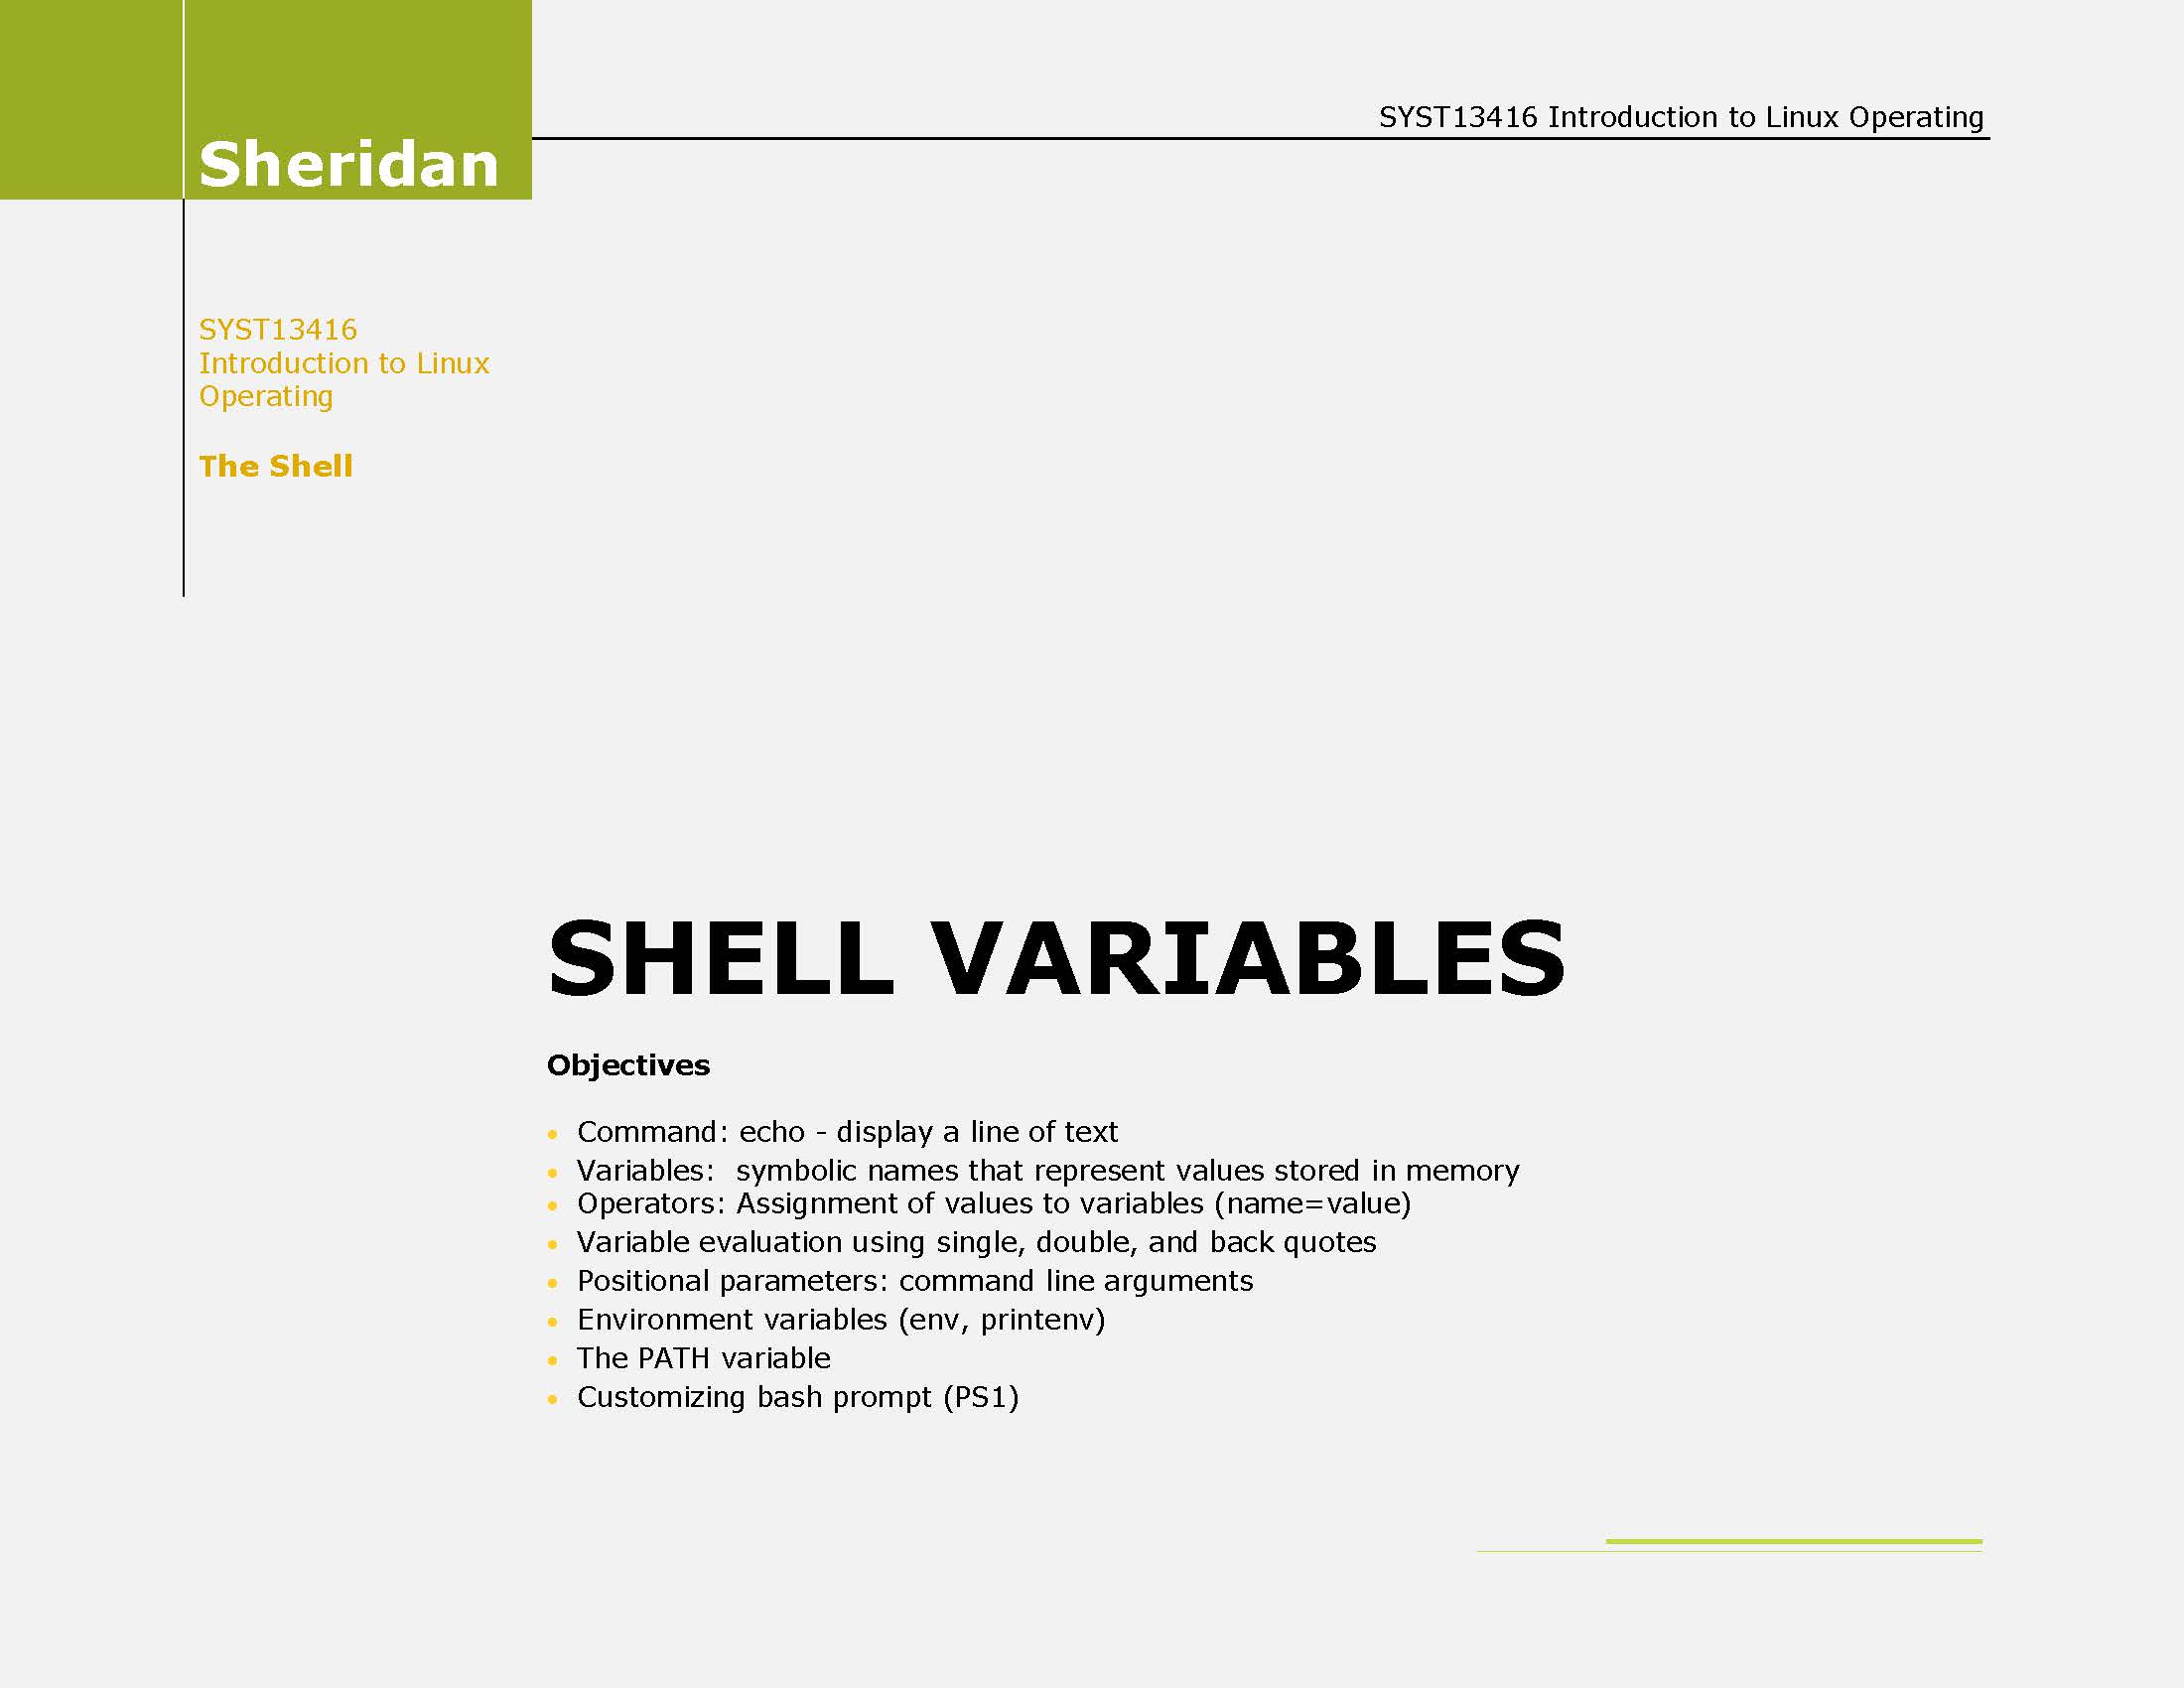 Sheridan
SYST13416 Introduction to Linux Operating
SYST13416
Introduction to Linux
Operating
The Shell
SHELL VARIABLES
Objectives
• Command: echo - display a line of text
• Variables:  symbolic names that represent values stored in memory
• Operators: Assignment of values to variables (name=value)
• Variable evaluation using single, double, and back quotes
• Positional parameters: command line arguments
• Environment variables (env, printenv)
• The PATH variable
• Customizing bash prompt (PS1)